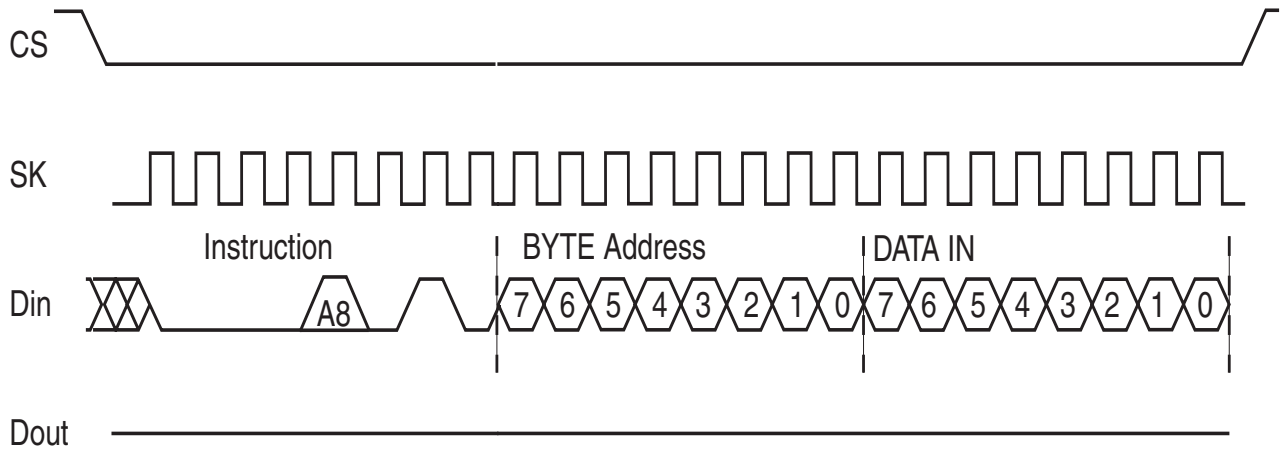 CS
SK
Instruction BYTE Address DATA IN
Din A8 7 6 5 4 3 2 1 0 7 6 5 4 3 2 1 0
Dout